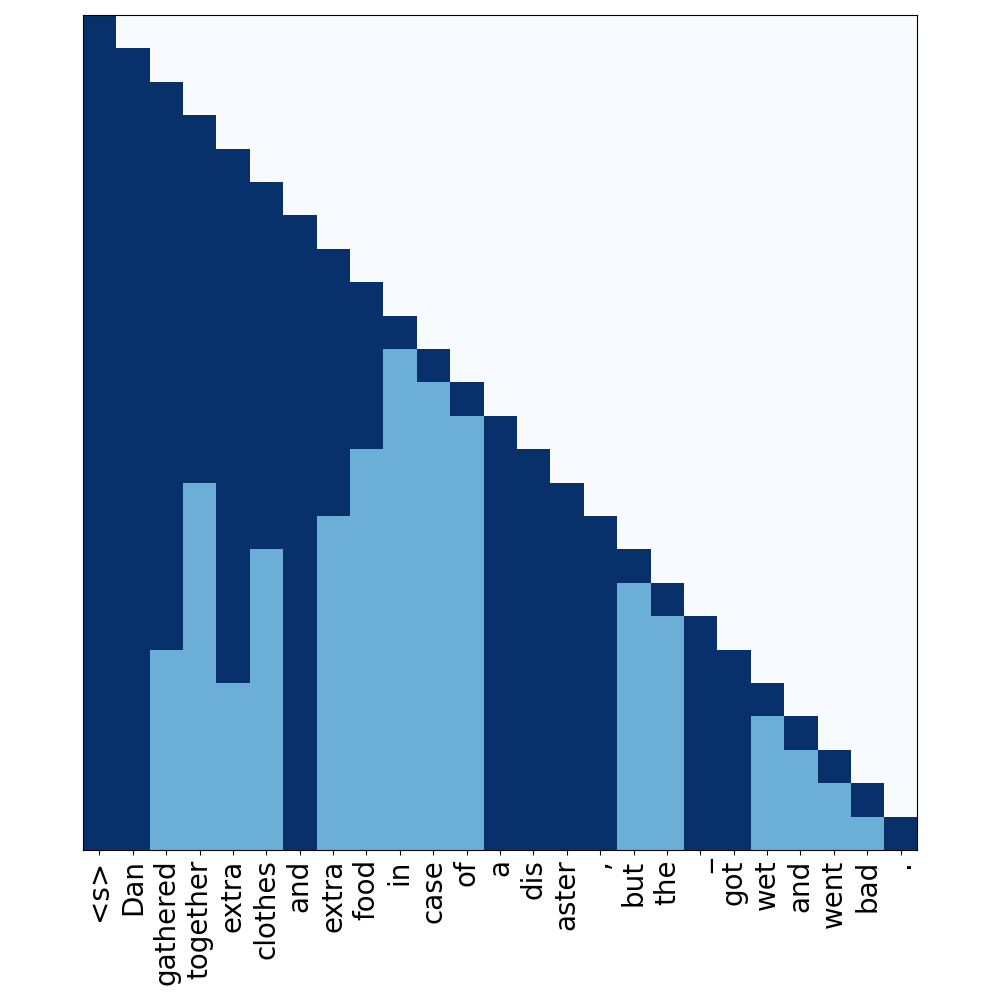 <s>
Dan
gathered
together
extra
clothes
and
extra
food
in
case
of
a
dis
aster
,
but
the
_
got
wet
and
went
bad
.